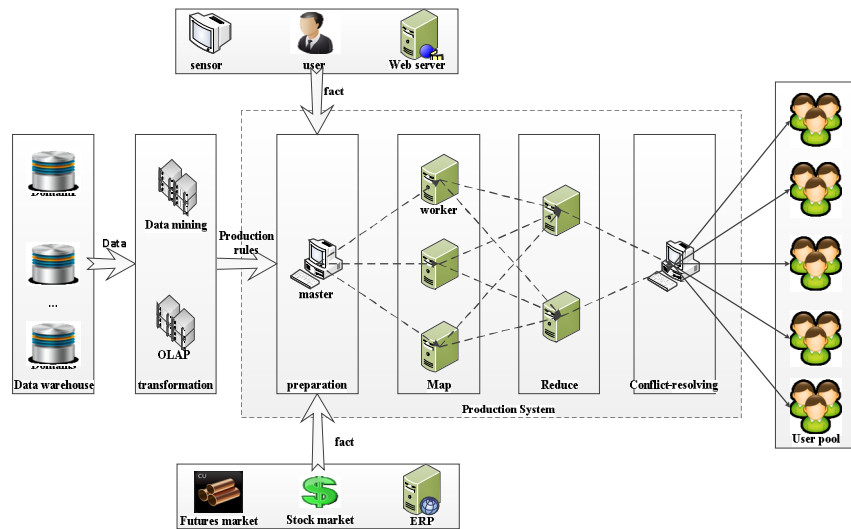 sensor
user
Web server
fact
Data
Data mining
Production
rules
worker
master
...
OLAP
Data warehouse
transformation
preparation
Map
Reduce
Conflict-resolving
Production System
User pool
fact
CU
Futures market
Stock market
ERP